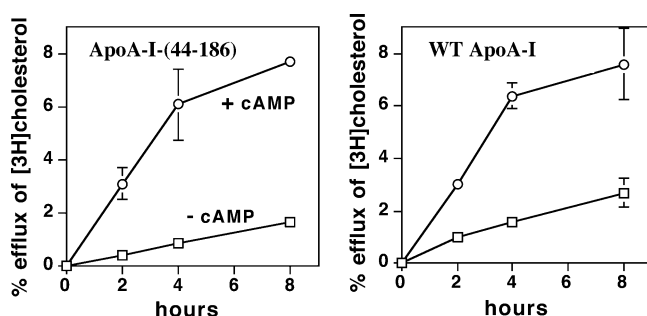 ApoA-I-(44-186)
% efflux of [3H]cholesterol
8
6
4
2
0
+ cAMP
- cAMP
0 2 4 6 8
hours
WT ApoA-I
% efflux of [3H]cholesterol
8
6
4
2
0
0 2 4 6 8
hours